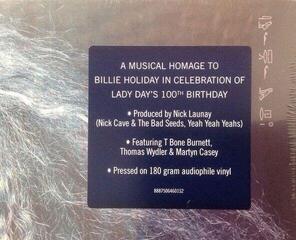 A MUSICAL HOMAGE TO
BILLIE HOLIDAY IN CELEBRATION OF
LADY DAY'S 100TH BIRTHDAY
• Produced by Nick Launay
(Nick Cave & The Bad Seeds, Yeah Yeah Yeahs)
• Featuring T Bone Burnett,
Thomas Wydler & Martyn Casey
• Pressed on 180 gram audiophile vinyl
88875064601S2